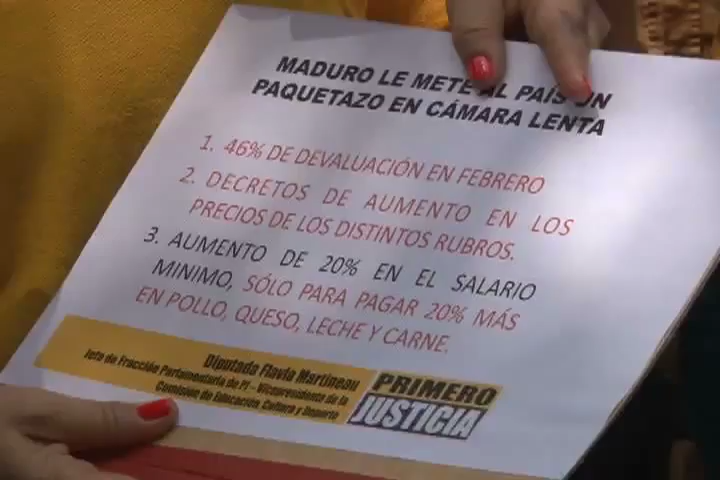 MADURO LE METE AL PAÍS UN
PAQUETAZO EN CÁMARA LENTA
1. 46% DE DEVALUACIÓN EN FEBRERO
2. DECRETOS DE AUMENTO EN LOS
PRECIOS DE LOS DISTINTOS RUBROS.
3. AUMENTO DE 20% EN EL SALARIO
MINIMO, SÓLO PARA PAGAR 20% MÁS
EN POLLO, QUESO, LECHE Y CARNE.
Diputada Flavia Martineau
Jefa de Fracción Parlamentaria de PJ - Vicepresidenta de la
Comisión de Educación, Cultura y Deporte
PRIMERO
JUSTICIA